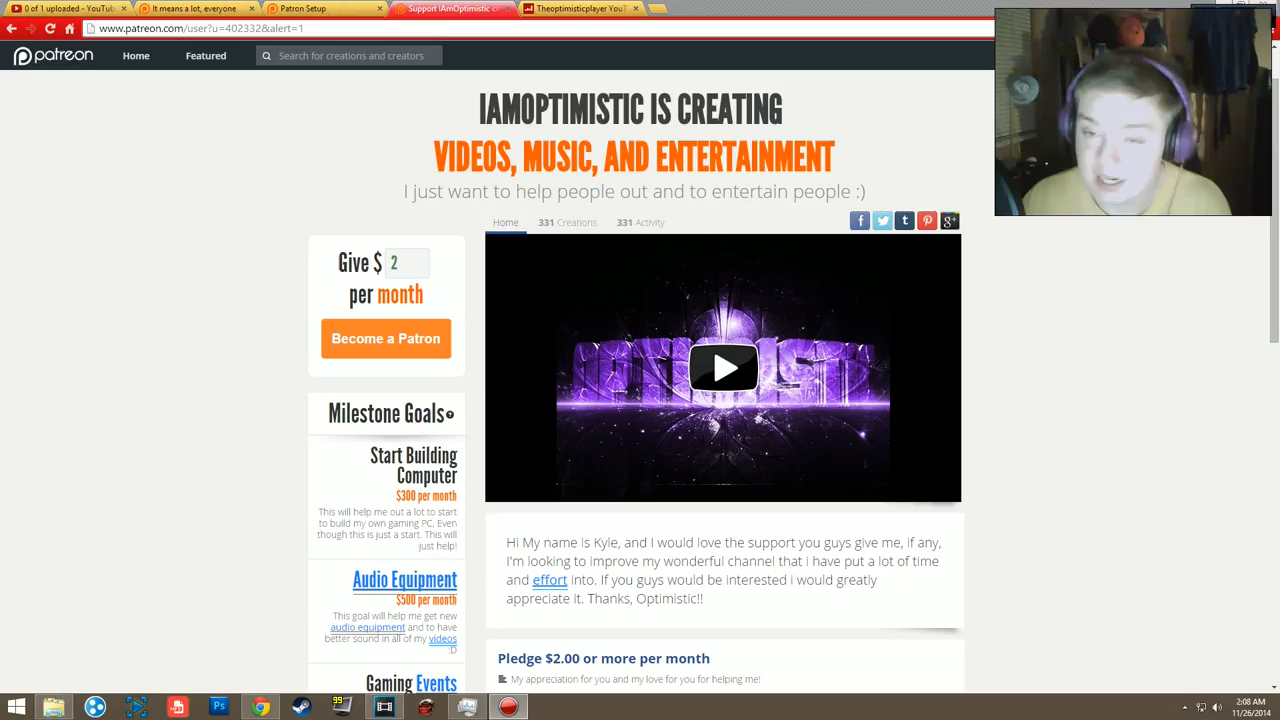 0 of 1 uploaded - YouTu
It means a lot, everyone
Patron Setup
Support IAmOptimistic cr
Theoptimisticplayer YouT
www.patreon.com/user?u=402332&alert=1
patreon
Home
Featured
Search for creations and creators
IAMOPTIMISTIC IS CREATING
VIDEOS, MUSIC, AND ENTERTAINMENT
I just want to help people out and to entertain people :)
Home
331 Creations
331 Activity
Give $ 2
per month
Become a Patron
Milestone Goals
Start Building
Computer
$300 per month
This will help me out a lot to start
to build my own gaming PC, Even
though this is just a start. This will
just help!
Audio Equipment
$500 per month
This goal will help me get new
audio equipment and to have
better sound in all of my videos
:D
Gaming Events
Hi My name is Kyle, and I would love the support you guys give me, if any,
I'm looking to improve my wonderful channel that i have put a lot of time
and effort into. If you guys would be interested I would greatly
appreciate it. Thanks, Optimistic!!
Pledge $2.00 or more per month
My appreciation for you and my love for you for helping me!
99
Ps
2:08 AM
11/26/2014